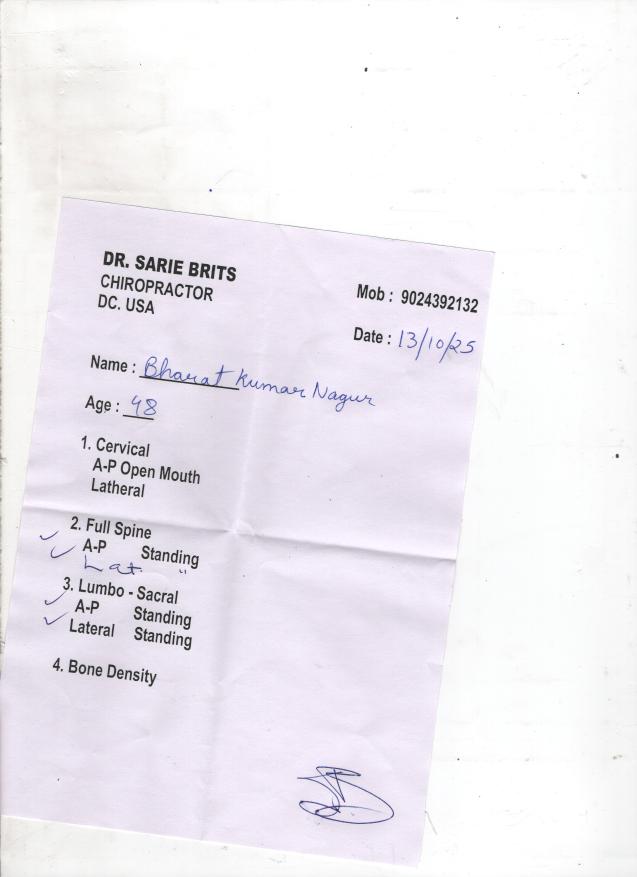 DR. SARIE BRITS
CHIROPRACTOR
DC. USA
Mob : 9024392132
Date : 13/10/25
Name : Bharat Kumar Nagur
Age : 48
1. Cervical
A-P Open Mouth
Latheral
2. Full Spine
A-P Standing
Lat "
3. Lumbo - Sacral
A-P Standing
Lateral Standing
4. Bone Density